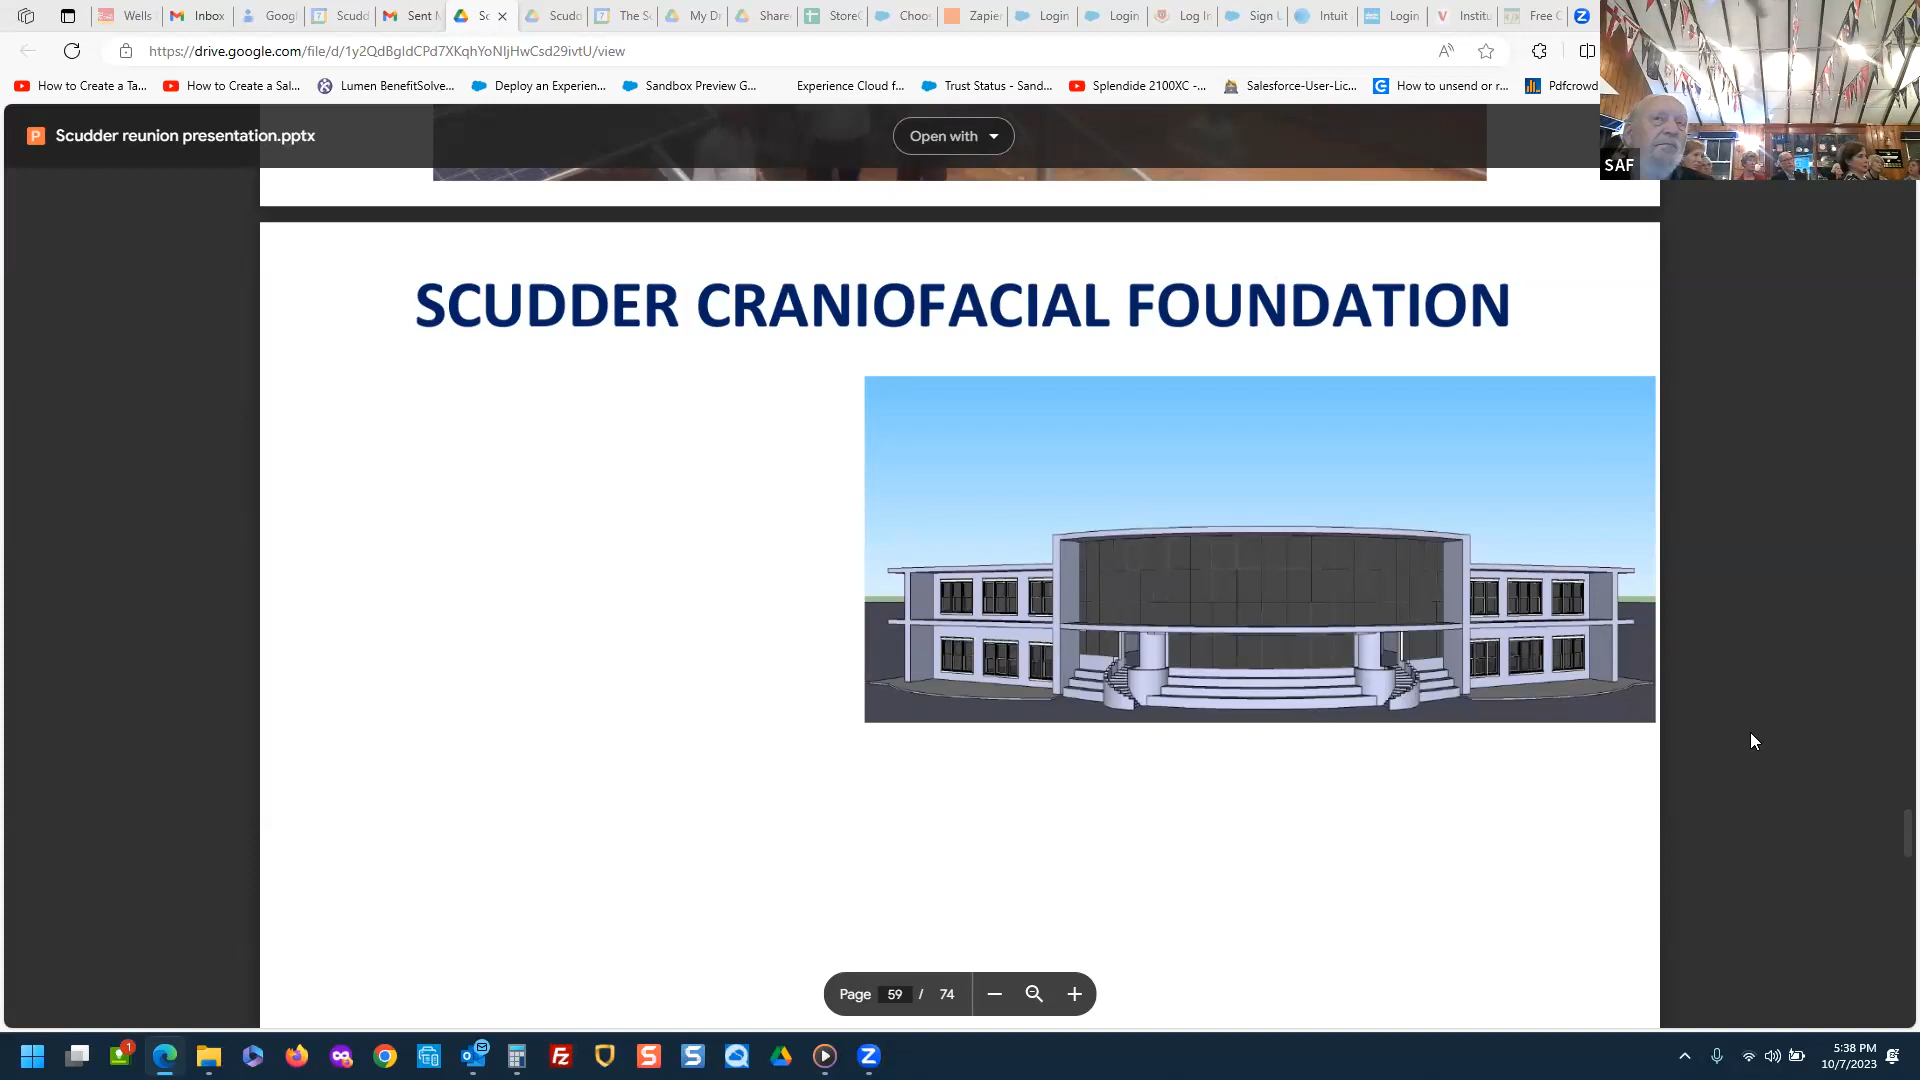 Wells
Inbox
Googl
Scudd
Sent M
Sc
Scudd
The Sc
My Dr
Share
StoreC
Choo
Zapier
Login
Login
Log In
Sign U
Intuit
Login
Institu
Free C
https://drive.google.com/file/d/1y2QdBgIdCPd7XKqhYoNIjHwCsd29ivtU/view
How to Create a Ta...
How to Create a Sal...
Lumen BenefitSolve...
Deploy an Experien...
Sandbox Preview G...
Experience Cloud f...
Trust Status - Sand...
Splendide 2100XC -...
Salesforce-User-Lic...
How to unsend or r...
Pdfcrowd
P
Scudder reunion presentation.pptx
Open with
SAF
SCUDDER CRANIOFACIAL FOUNDATION
Page 59 / 74
5:38 PM
10/7/2023